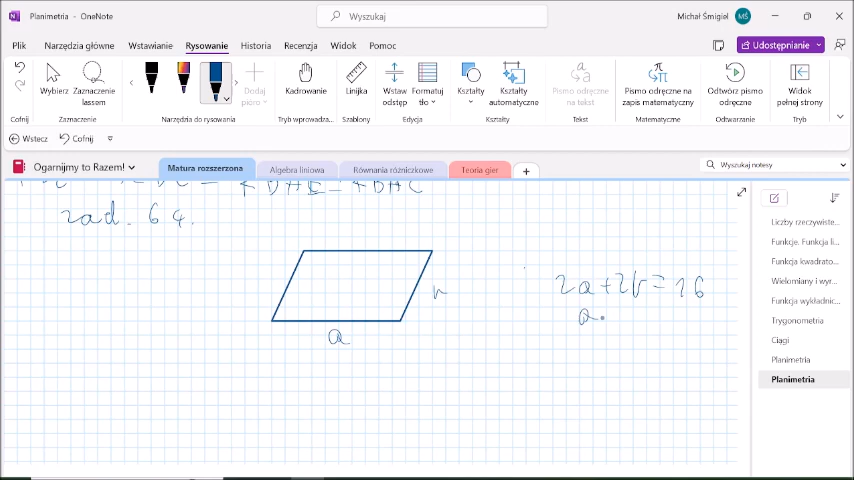 Planimetria - OneNote
Wyszukaj
Michał Śmigiel
MŚ
Plik Narzędzia główne Wstawianie Rysowanie Historia Recenzja Widok Pomoc
Udostępnianie
Wybierz
Zaznaczenie lassem
Dodaj pióro
Kadrowanie
Linijka
Wstaw odstęp
Formatuj tło
Kształty
Kształty automatyczne
Pismo odręczne na tekst
Pismo odręczne na zapis matematyczny
Odtwórz pismo odręczne
Widok pełnej strony
Cofnij Zaznaczenie Narzędzia do rysowania Tryb wprowadza... Szablony Edycja Kształty Tekst Matematyczne Odtwarzanie Tryb
Wstecz Cofnij
Ogarnijmy to Razem!
Matura rozszerzona
Algebra liniowa
Równania różniczkowe
Teoria gier
+
Wyszukaj notesy
zad. 64.
a
2a+2b=26
a
Liczby rzeczywiste...
Funkcje. Funkcja li...
Funkcja kwadrato...
Wielomiany i wyr...
Funkcja wykładnic...
Trygonometria
Ciągi
Planimetria
Planimetria